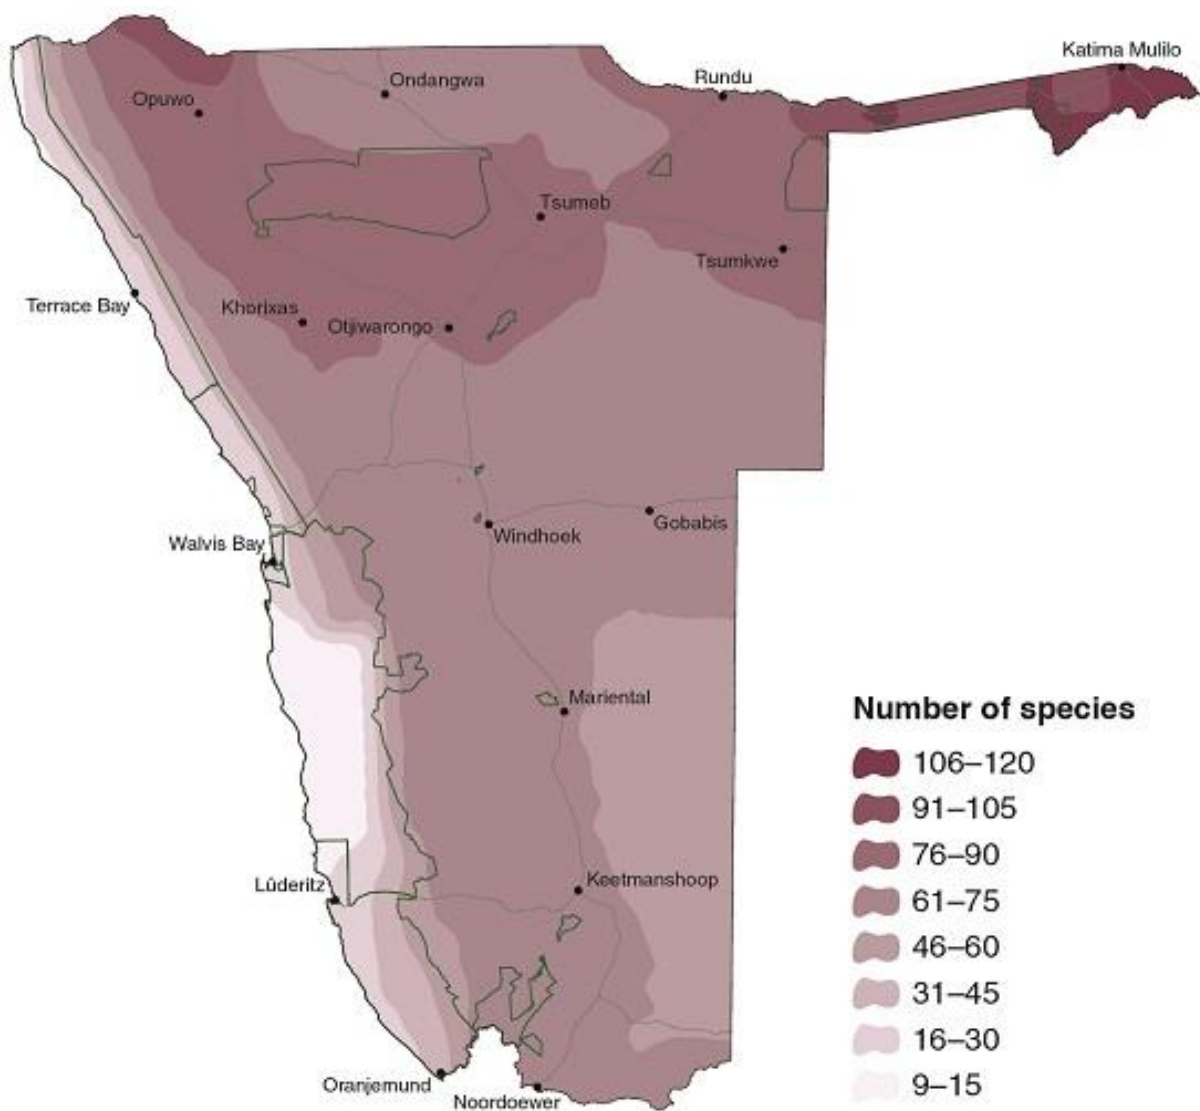 Katima Mulilo
Rundu
Ondangwa
Opuwo
Tsumeb
Tsumkwe
Terrace Bay
Khorixas
Otjiwarongo
Gobabis
Windhoek
Walvis Bay
Mariental
Number of species
106–120
91–105
76–90
61–75
46–60
31–45
16–30
9–15
Keetmanshoop
Lüderitz
Oranjemund
Noordoewer